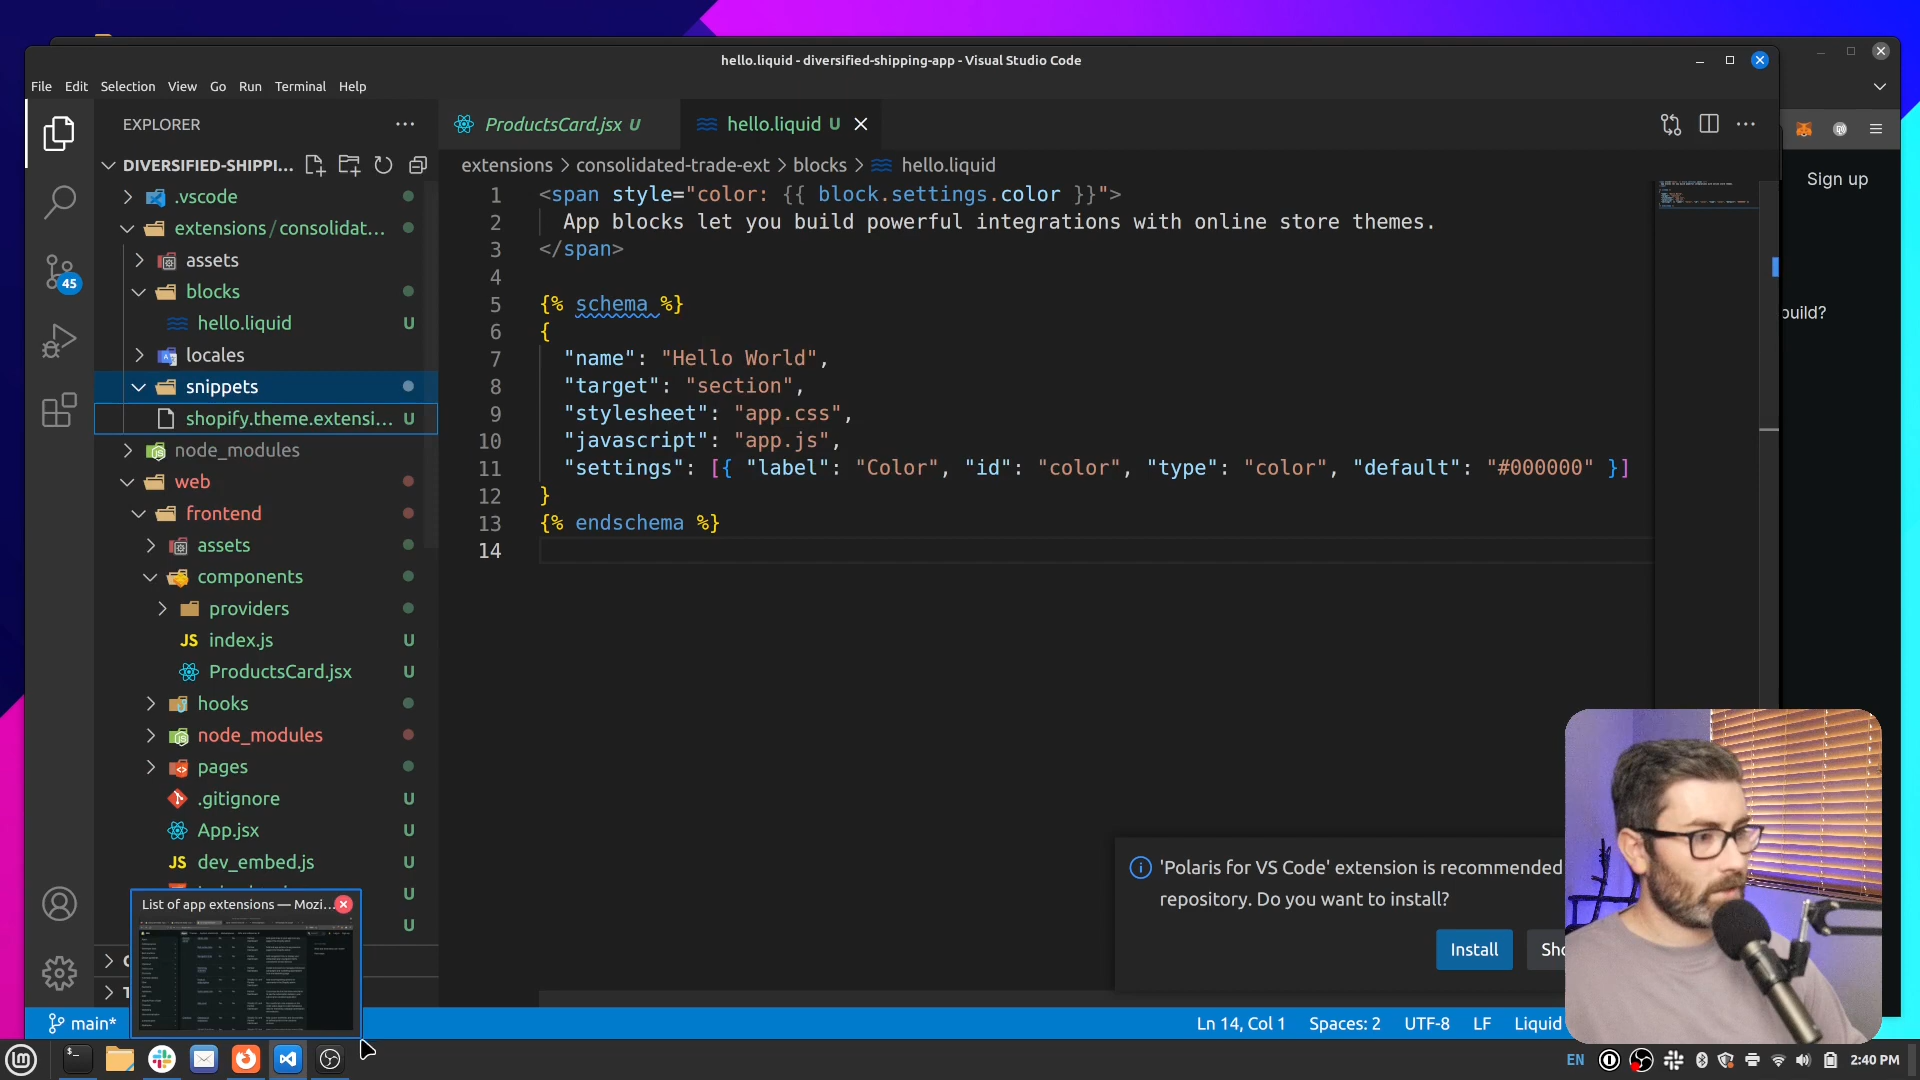 hello.liquid - diversified-shipping-app - Visual Studio Code
File Edit Selection View Go Run Terminal Help
EXPLORER
ProductsCard.jsx U
hello.liquid U
DIVERSIFIED-SHIPPI...
extensions > consolidated-trade-ext > blocks > hello.liquid
Sign up
.vscode
extensions/consolidat...
assets
blocks
hello.liquid U
locales
snippets
shopify.theme.extensi... U
node_modules
web
frontend
assets
components
providers
index.js U
ProductsCard.jsx U
hooks
node_modules
pages
.gitignore U
App.jsx U
dev_embed.js U
U
U
45
1 <span style="color: {{ block.settings.color }}">
2 App blocks let you build powerful integrations with online store themes.
3 </span>
4
5 {% schema %}
6 {
7 "name": "Hello World",
8 "target": "section",
9 "stylesheet": "app.css",
10 "javascript": "app.js",
11 "settings": [{ "label": "Color", "id": "color", "type": "color", "default": "#000000" }]
12 }
13 {% endschema %}
14
build?
List of app extensions — Mozi...
'Polaris for VS Code' extension is recommended
repository. Do you want to install?
Install
Sho
main*
Ln 14, Col 1 Spaces: 2 UTF-8 LF Liquid
EN 2:40 PM